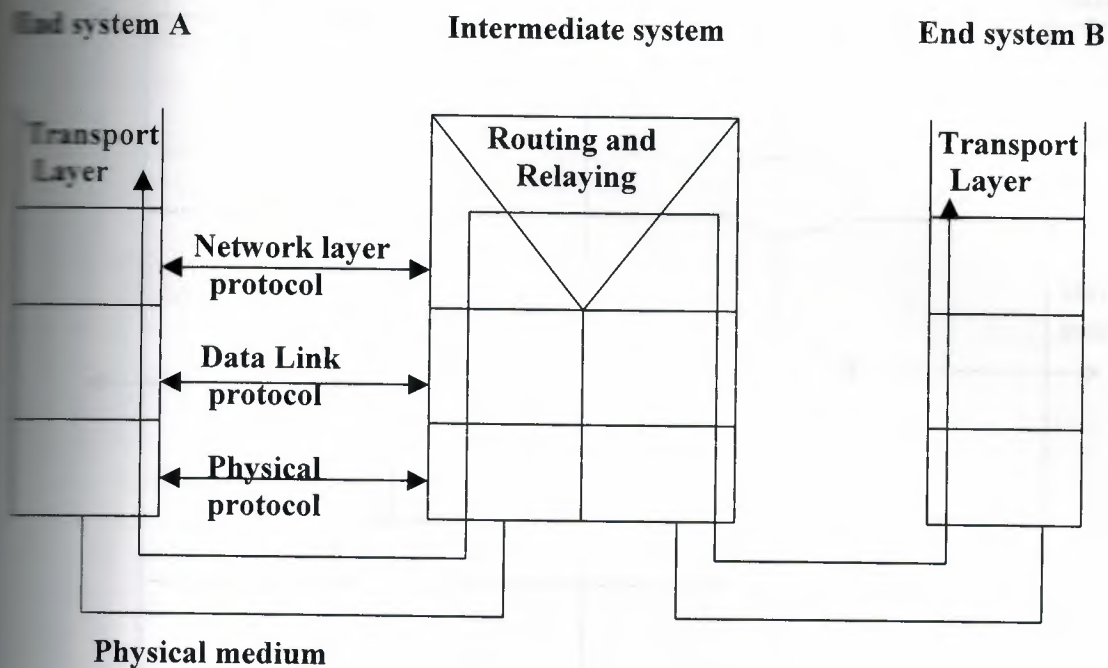 End system A
Intermediate system
End system B
Transport
Layer
Routing and
Relaying
Transport
Layer
Network layer
protocol
Data Link
protocol
Physical
protocol
Physical medium